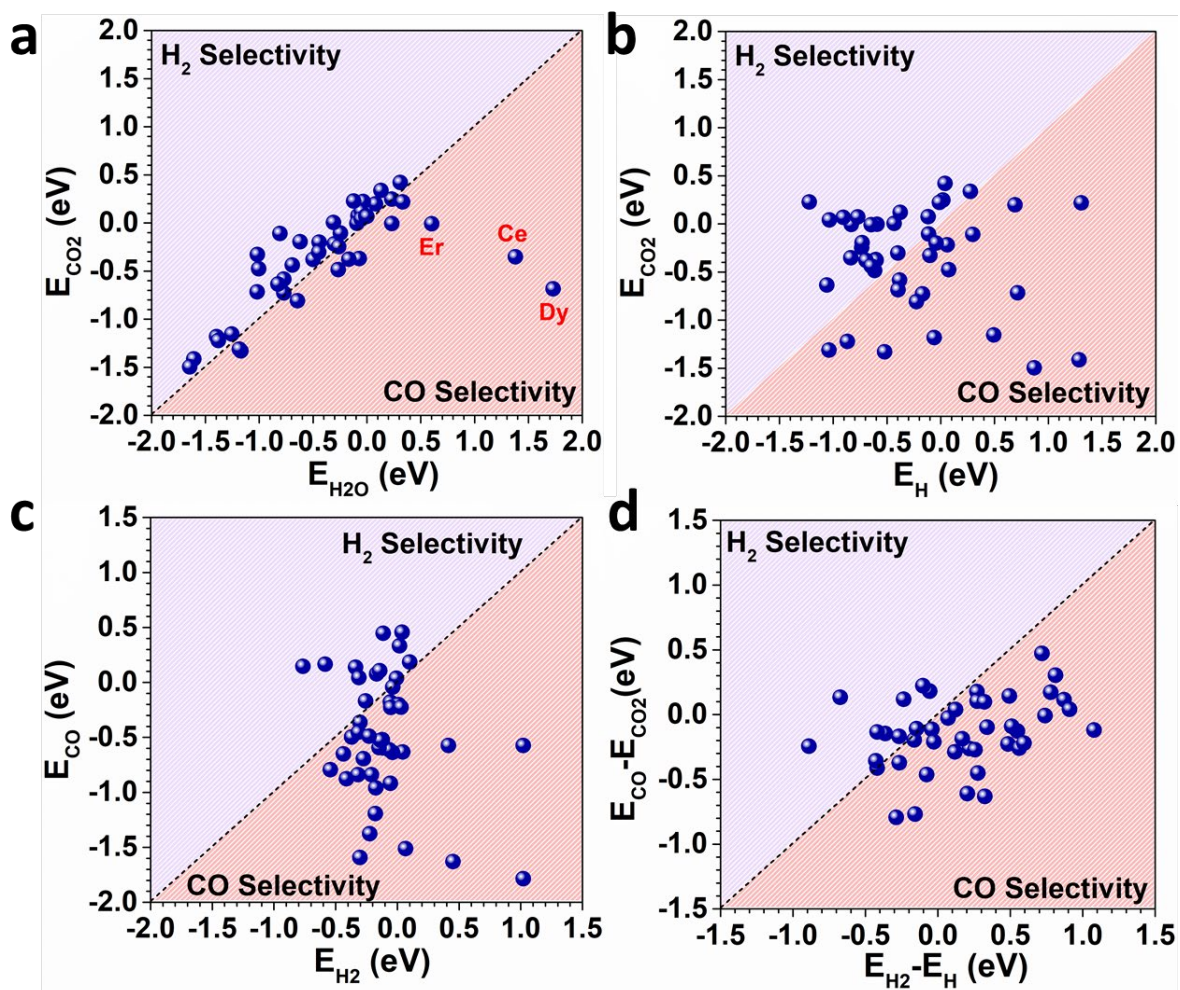 a
H2 Selectivity
CO Selectivity
Er
Ce
Dy
2.0
1.5
1.0
0.5
0.0
-0.5
-1.0
-1.5
-2.0
-2.0 -1.5 -1.0 -0.5 0.0 0.5 1.0 1.5 2.0
ECO2 (eV)
EH2O (eV)
b
H2 Selectivity
CO Selectivity
2.0
1.5
1.0
0.5
0.0
-0.5
-1.0
-1.5
-2.0
-2.0 -1.5 -1.0 -0.5 0.0 0.5 1.0 1.5 2.0
ECO2 (eV)
EH (eV)
c
H2 Selectivity
CO Selectivity
1.5
1.0
0.5
0.0
-0.5
-1.0
-1.5
-2.0
-2.0 -1.5 -1.0 -0.5 0.0 0.5 1.0 1.5
ECO (eV)
EH2 (eV)
d
H2 Selectivity
CO Selectivity
1.5
1.0
0.5
0.0
-0.5
-1.0
-1.5
-1.5 -1.0 -0.5 0.0 0.5 1.0 1.5
ECO-ECO2(eV)
EH2-EH (eV)